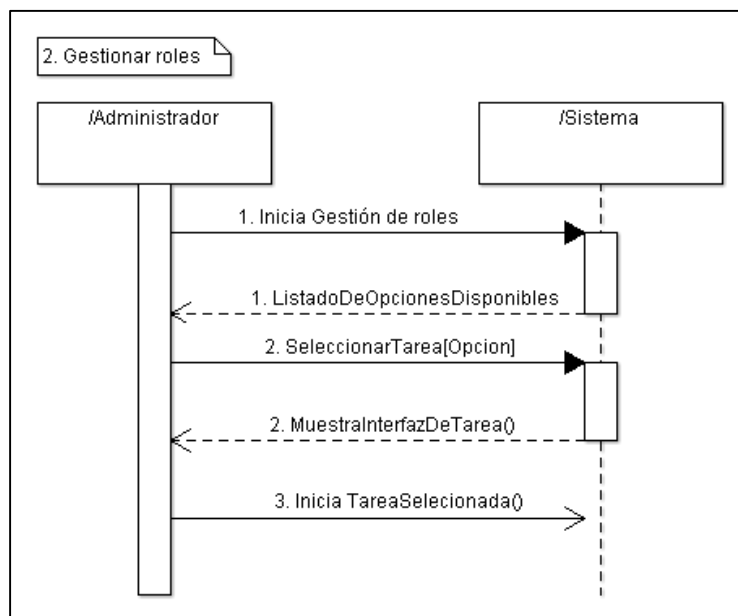 2. Gestionar roles
/Administrador
/Sistema
1. Inicia Gestión de roles
1. ListadoDeOpcionesDisponibles
2. SeleccionarTarea[Opcion]
2. MuestraInterfazDeTarea()
3. Inicia TareaSelecionada()